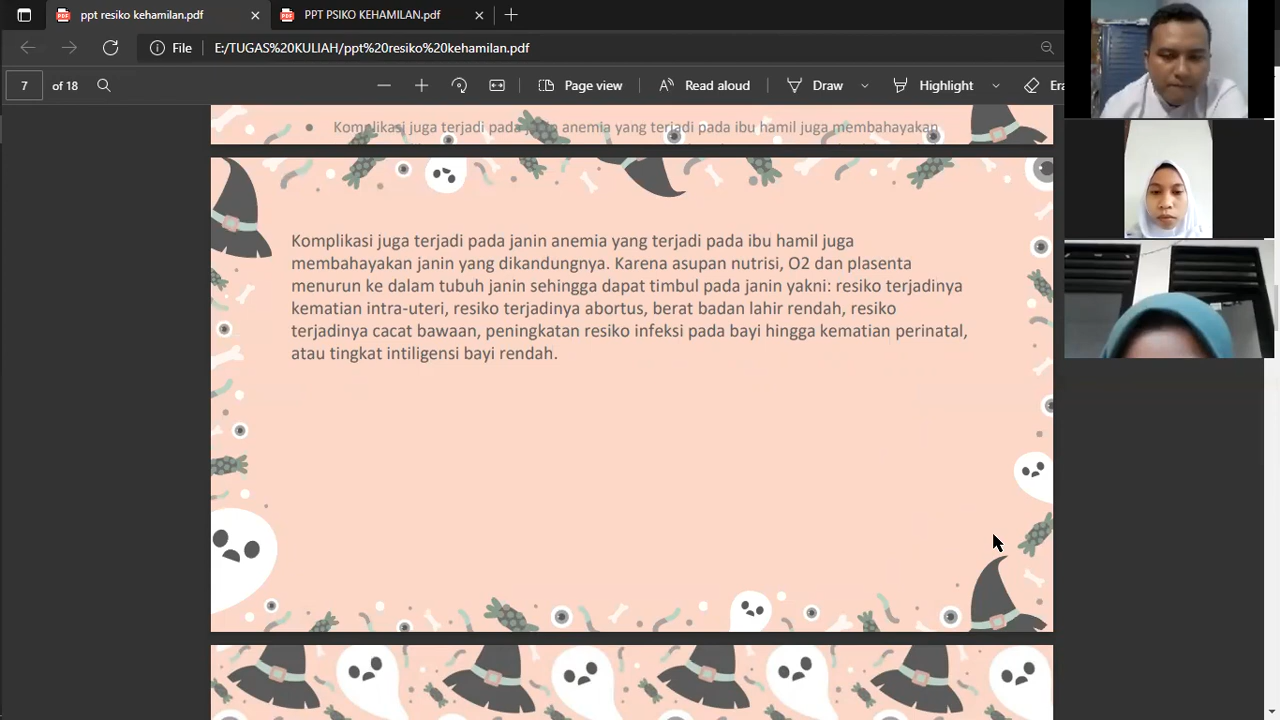 ppt resiko kehamilan.pdf
PPT PSIKO KEHAMILAN.pdf
File
E:/TUGAS%20KULIAH/ppt%20resiko%20kehamilan.pdf
7 of 18
Page view
Read aloud
Draw
Highlight
Era
Komplikasi juga terjadi pada janin anemia yang terjadi pada ibu hamil juga membahayakan
Komplikasi juga terjadi pada janin anemia yang terjadi pada ibu hamil juga
membahayakan janin yang dikandungnya. Karena asupan nutrisi, O2 dan plasenta
menurun ke dalam tubuh janin sehingga dapat timbul pada janin yakni: resiko terjadinya
kematian intra-uteri, resiko terjadinya abortus, berat badan lahir rendah, resiko
terjadinya cacat bawaan, peningkatan resiko infeksi pada bayi hingga kematian perinatal,
atau tingkat intiligensi bayi rendah.